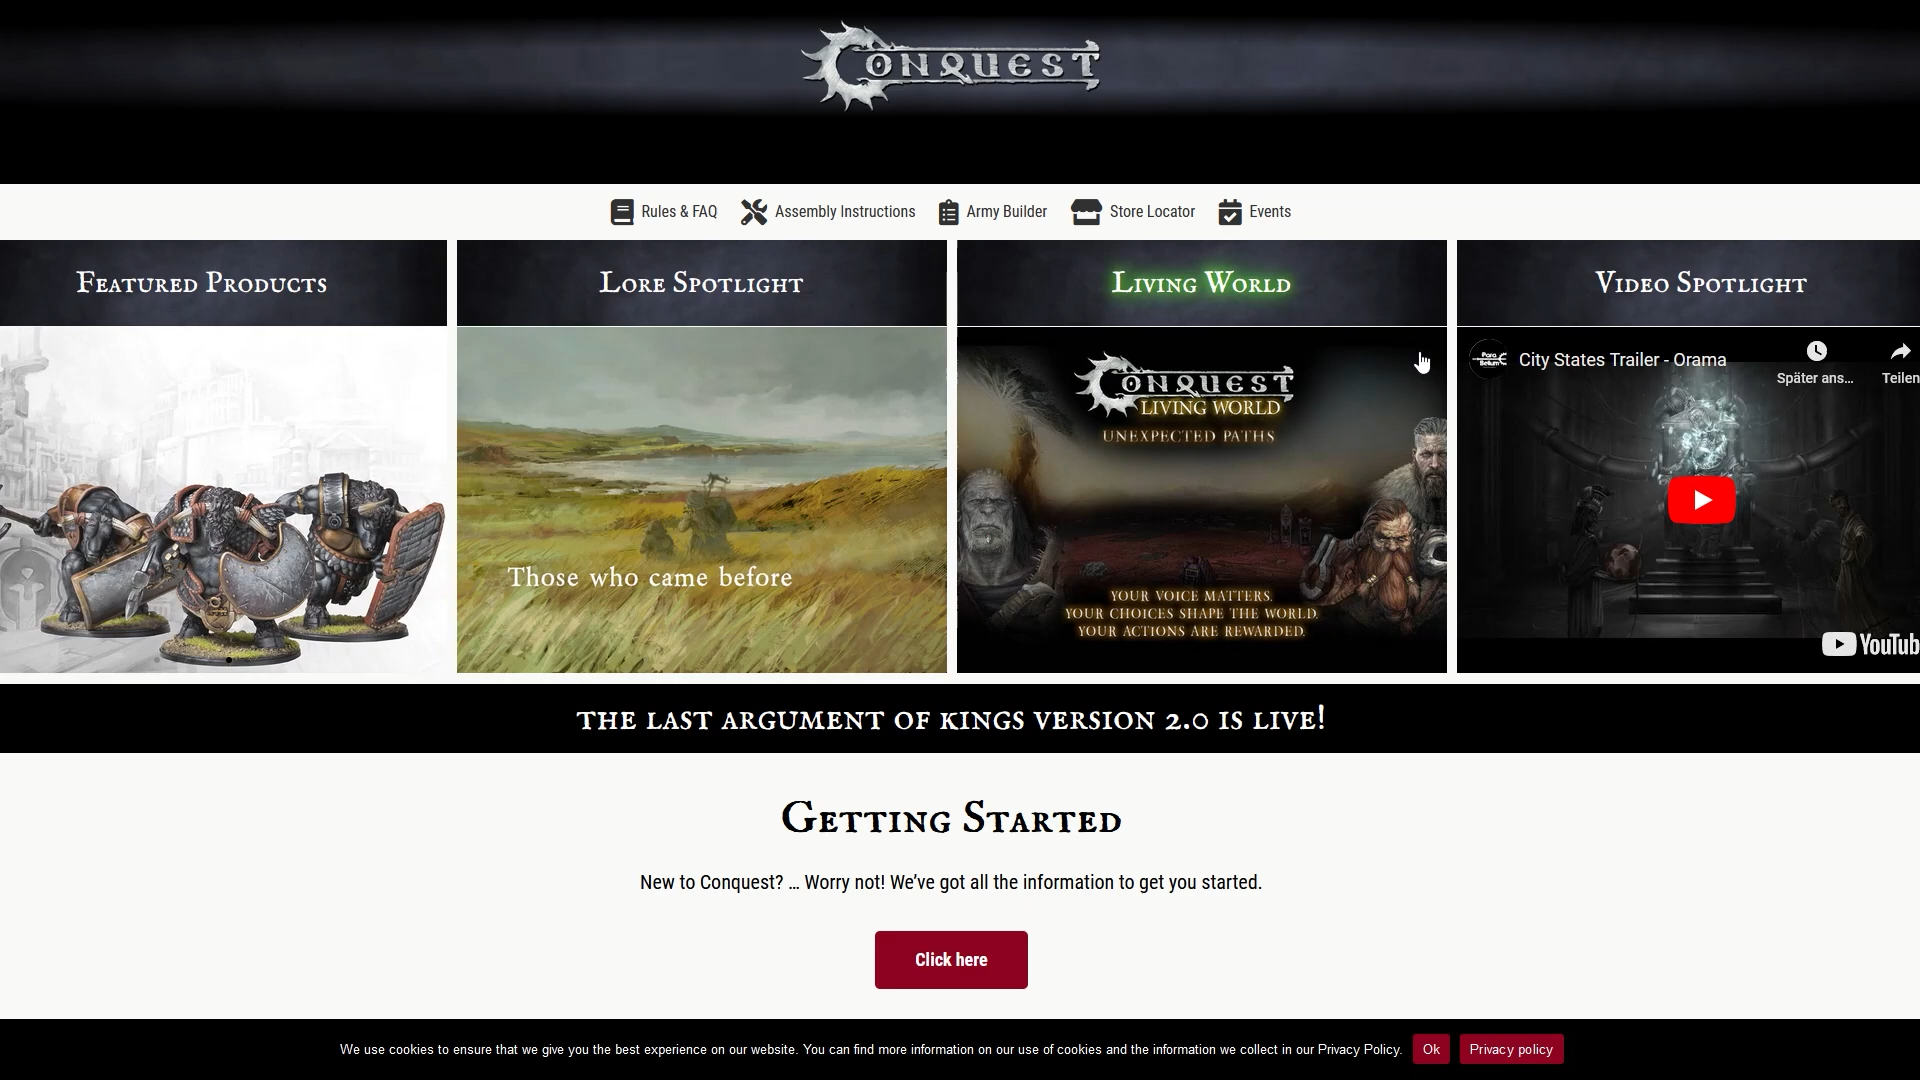 CONQUEST
Rules & FAQ
Assembly Instructions
Army Builder
Store Locator
Events
Featured Products
Lore Spotlight
Living World
Video Spotlight
Those who came before
CONQUEST
LIVING WORLD
UNEXPECTED PATHS
YOUR VOICE MATTERS.
YOUR CHOICES SHAPE THE WORLD.
YOUR ACTIONS ARE REWARDED.
Para
Bellum
City States Trailer - Orama
Später ans...
Teilen
YouTub
THE LAST ARGUMENT OF KINGS VERSION 2.0 IS LIVE!
Getting Started
New to Conquest? … Worry not! We’ve got all the information to get you started.
Click here
We use cookies to ensure that we give you the best experience on our website. You can find more information on our use of cookies and the information we collect in our Privacy Policy.
Ok
Privacy policy